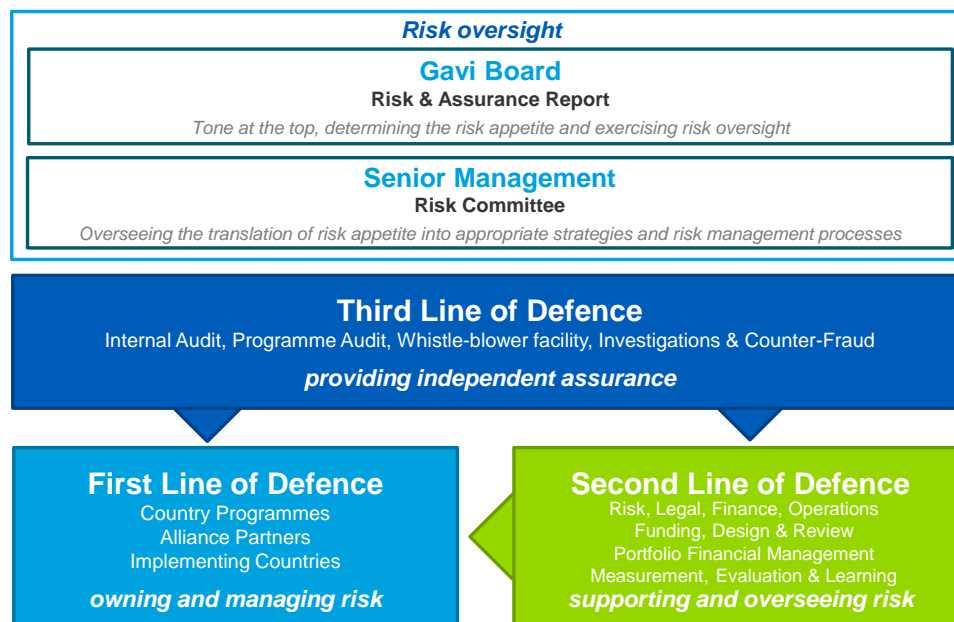 Risk oversight
Gavi Board
Risk & Assurance Report
Tone at the top, determining the risk appetite and exercising risk oversight
Senior Management
Risk Committee
Overseeing the translation of risk appetite into appropriate strategies and risk management processes
Third Line of Defence
Internal Audit, Programme Audit, Whistle-blower facility, Investigations & Counter-Fraud
providing independent assurance
First Line of Defence
Country Programmes
Alliance Partners
Implementing Countries
owning and managing risk
Second Line of Defence
Risk, Legal, Finance, Operations
Funding, Design & Review
Portfolio Financial Management
Measurement, Evaluation & Learning
supporting and overseeing risk